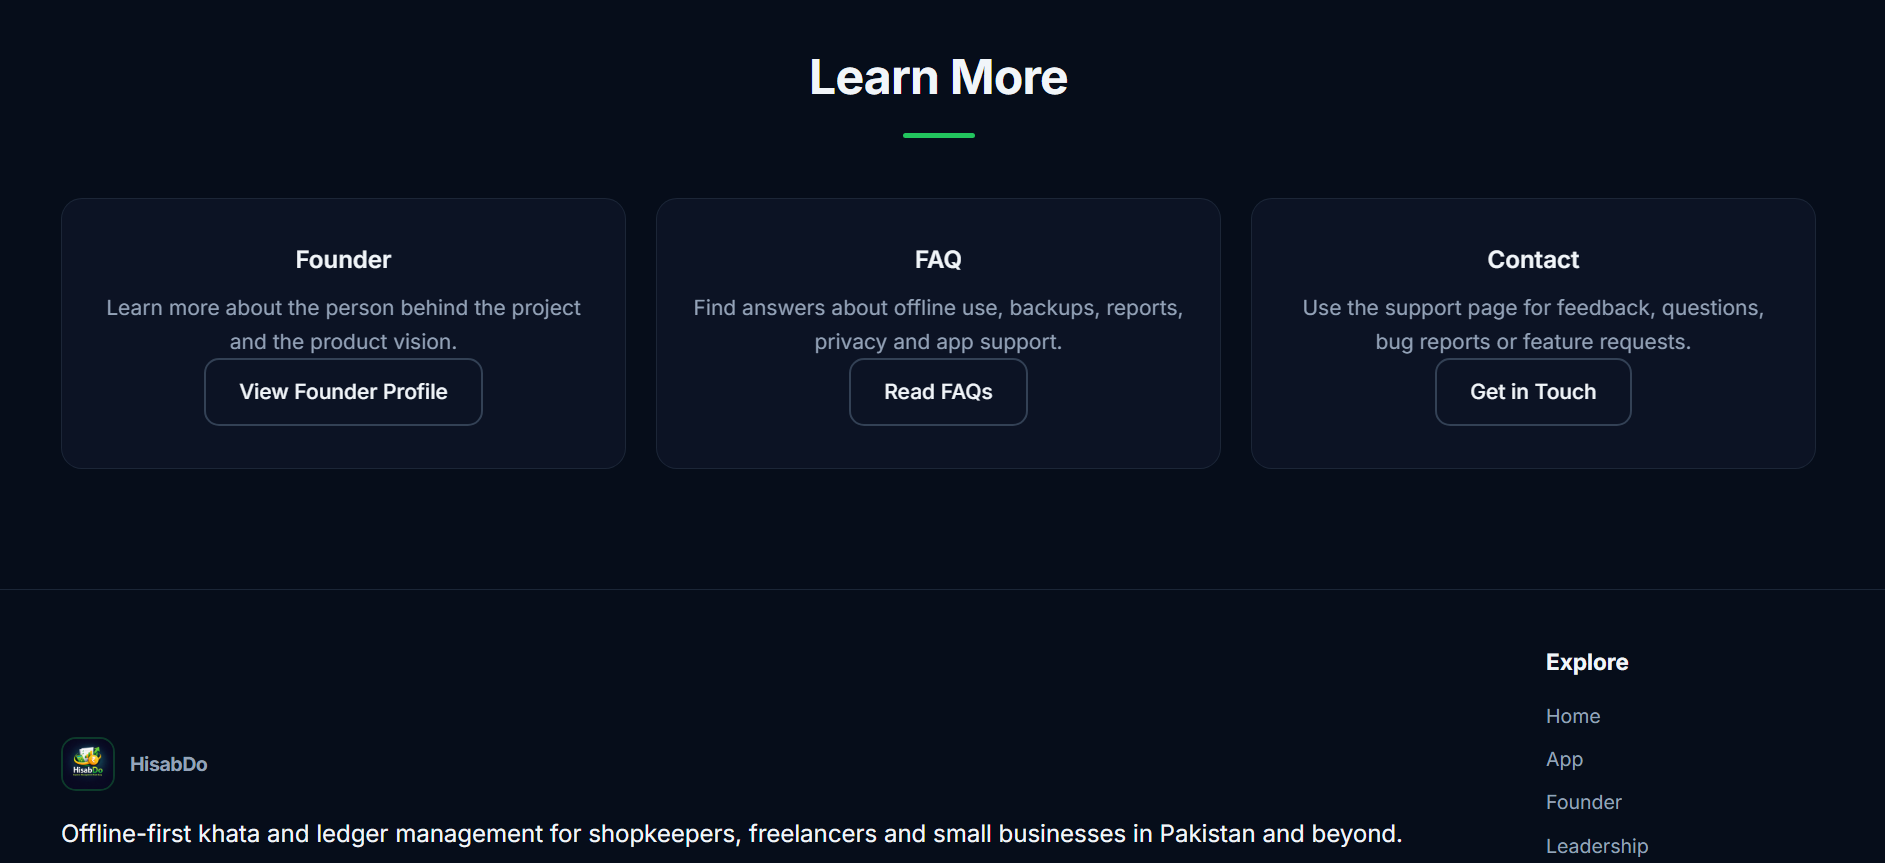 Learn More
Founder
Learn more about the person behind the project
and the product vision.
View Founder Profile
FAQ
Find answers about offline use, backups, reports,
privacy and app support.
Read FAQs
Contact
Use the support page for feedback, questions,
bug reports or feature requests.
Get in Touch
HisabDo
HisabDo
Offline-first khata and ledger management for shopkeepers, freelancers and small businesses in Pakistan and beyond.
Explore
Home
App
Founder
Leadership